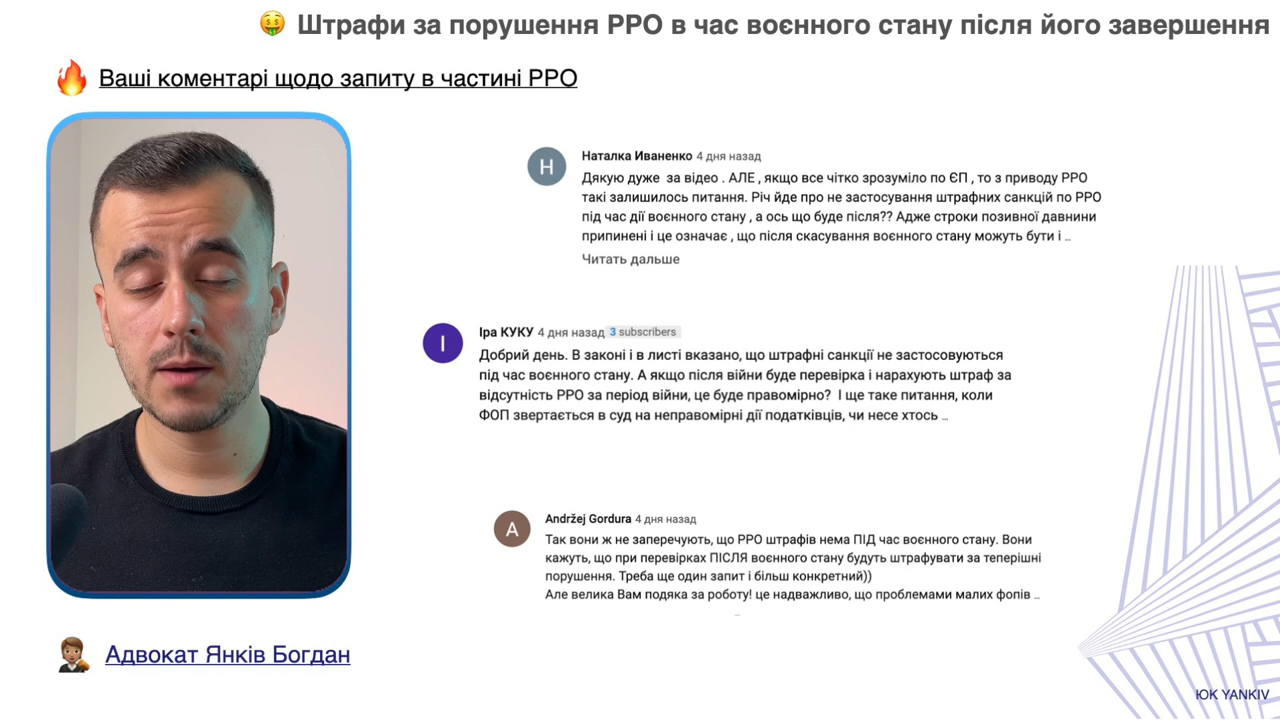 Штрафи за порушення РРО в час воєнного стану після його завершення
Ваші коментарі щодо запиту в частині РРО
Н
Наталка Иваненко 4 дня назад
Дякую дуже за відео . АЛЕ , якщо все чітко зрозуміло по ЄП , то з приводу РРО
такі залишилось питання. Річ йде про не застосування штрафних санкцій по РРО
під час дії воєнного стану , а ось що буде після?? Адже строки позивної давнини
припинені і це означає , що після скасування воєнного стану можуть бути і ...
Читать дальше
І
Іра КУКУ 4 дня назад 3 subscribers
Добрий день. В законі і в листі вказано, що штрафні санкції не застосовуються
під час воєнного стану. А якщо після війни буде перевірка і нарахують штраф за
відсутність РРО за період війни, це буде правомірно? І ще таке питання, коли
ФОП звертається в суд на неправомірні дії податківців, чи несе хтось ...
A
Andržej Gordura 4 дня назад
Так вони ж не заперечують, що РРО штрафів нема ПІД час воєнного стану. Вони
кажуть, що при перевірках ПІСЛЯ воєнного стану будуть штрафувати за теперішні
порушення. Треба ще один запит і більш конкретний))
Але велика Вам подяка за роботу! це надважливо, що проблемами малих фопів ...
Адвокат Янків Богдан
ЮК YANKIV